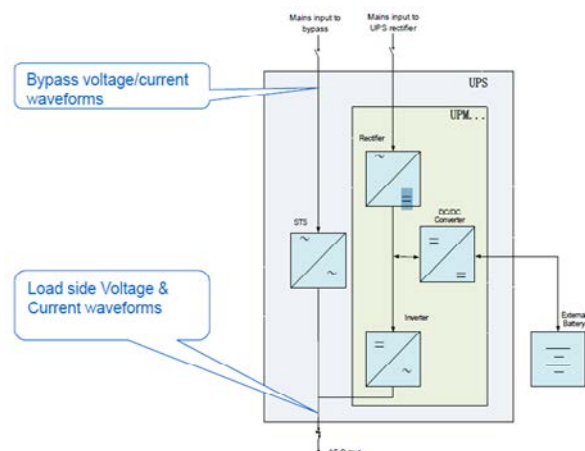 Mains input to
bypass
Mains input to
UPS rectifier
Bypass voltage/current
waveforms
UPS
UPM...
Rectifier
DC/DC
Converter
STS
Load side Voltage &
Current waveforms
Inverter
External
Battery